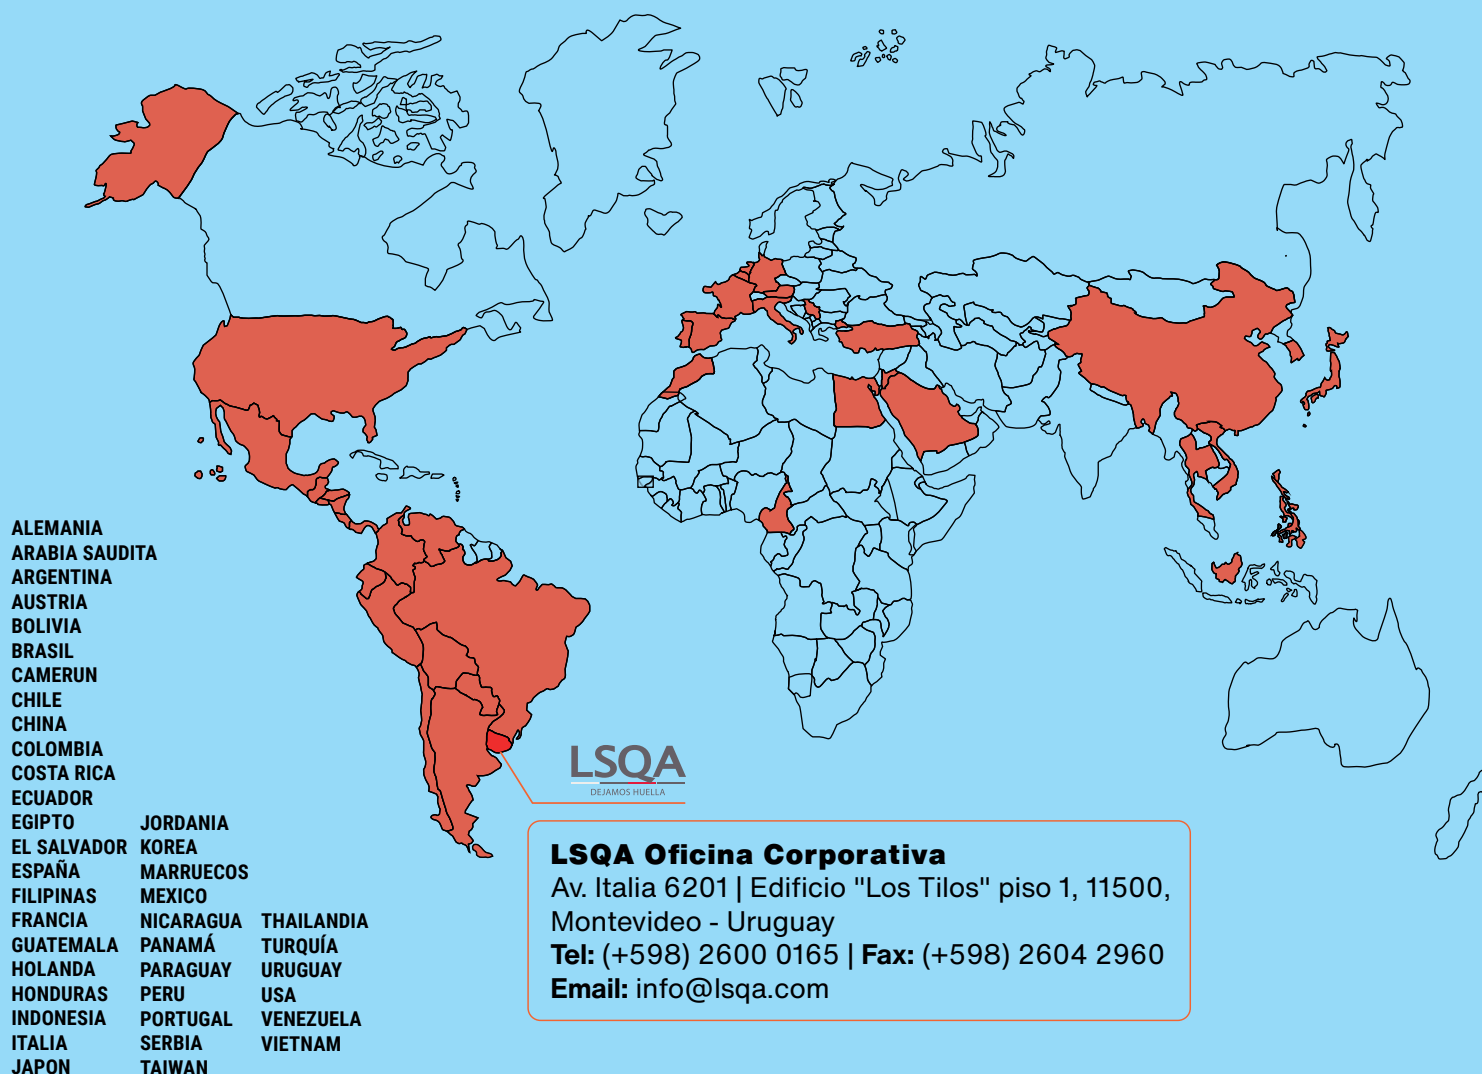 ALEMANIA
ARABIA SAUDITA
ARGENTINA
AUSTRIA
BOLIVIA
BRASIL
CAMERUN
CHILE
CHINA
COLOMBIA
COSTA RICA
ECUADOR
EGIPTO
EL SALVADOR
ESPAÑA
FILIPINAS
FRANCIA
GUATEMALA
HOLANDA
HONDURAS
INDONESIA
ITALIA
JAPON
JORDANIA
KOREA
MARRUECOS
MEXICO
NICARAGUA
PANAMÁ
PARAGUAY
PERU
PORTUGAL
SERBIA
TAIWAN
THAILANDIA
TURQUÍA
URUGUAY
USA
VENEZUELA
VIETNAM
LSQA
DEJAMOS HUELLA
LSQA Oficina Corporativa
Av. Italia 6201 | Edificio "Los Tilos" piso 1, 11500,
Montevideo - Uruguay
Tel: (+598) 2600 0165 | Fax: (+598) 2604 2960
Email: info@lsqa.com